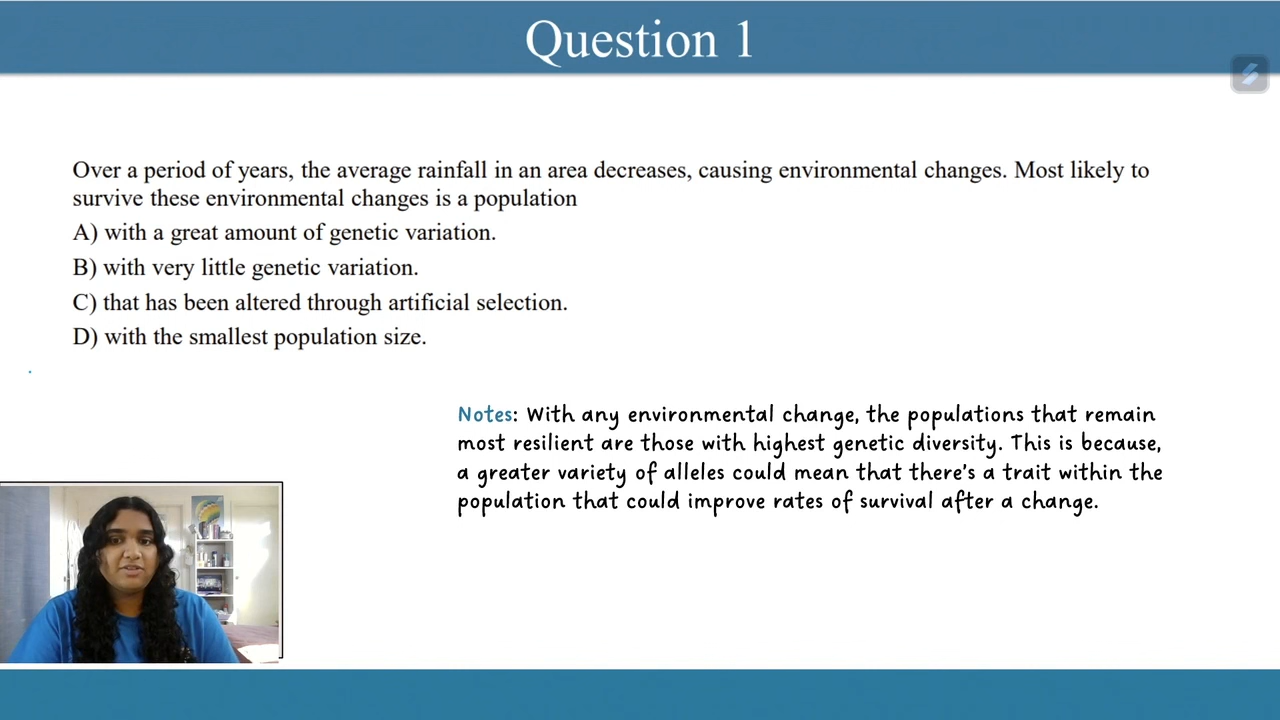 Question 1
Over a period of years, the average rainfall in an area decreases, causing environmental changes. Most likely to
survive these environmental changes is a population
A) with a great amount of genetic variation.
B) with very little genetic variation.
C) that has been altered through artificial selection.
D) with the smallest population size.
Notes: With any environmental change, the populations that remain
most resilient are those with highest genetic diversity. This is because,
a greater variety of alleles could mean that there's a trait within the
population that could improve rates of survival after a change.